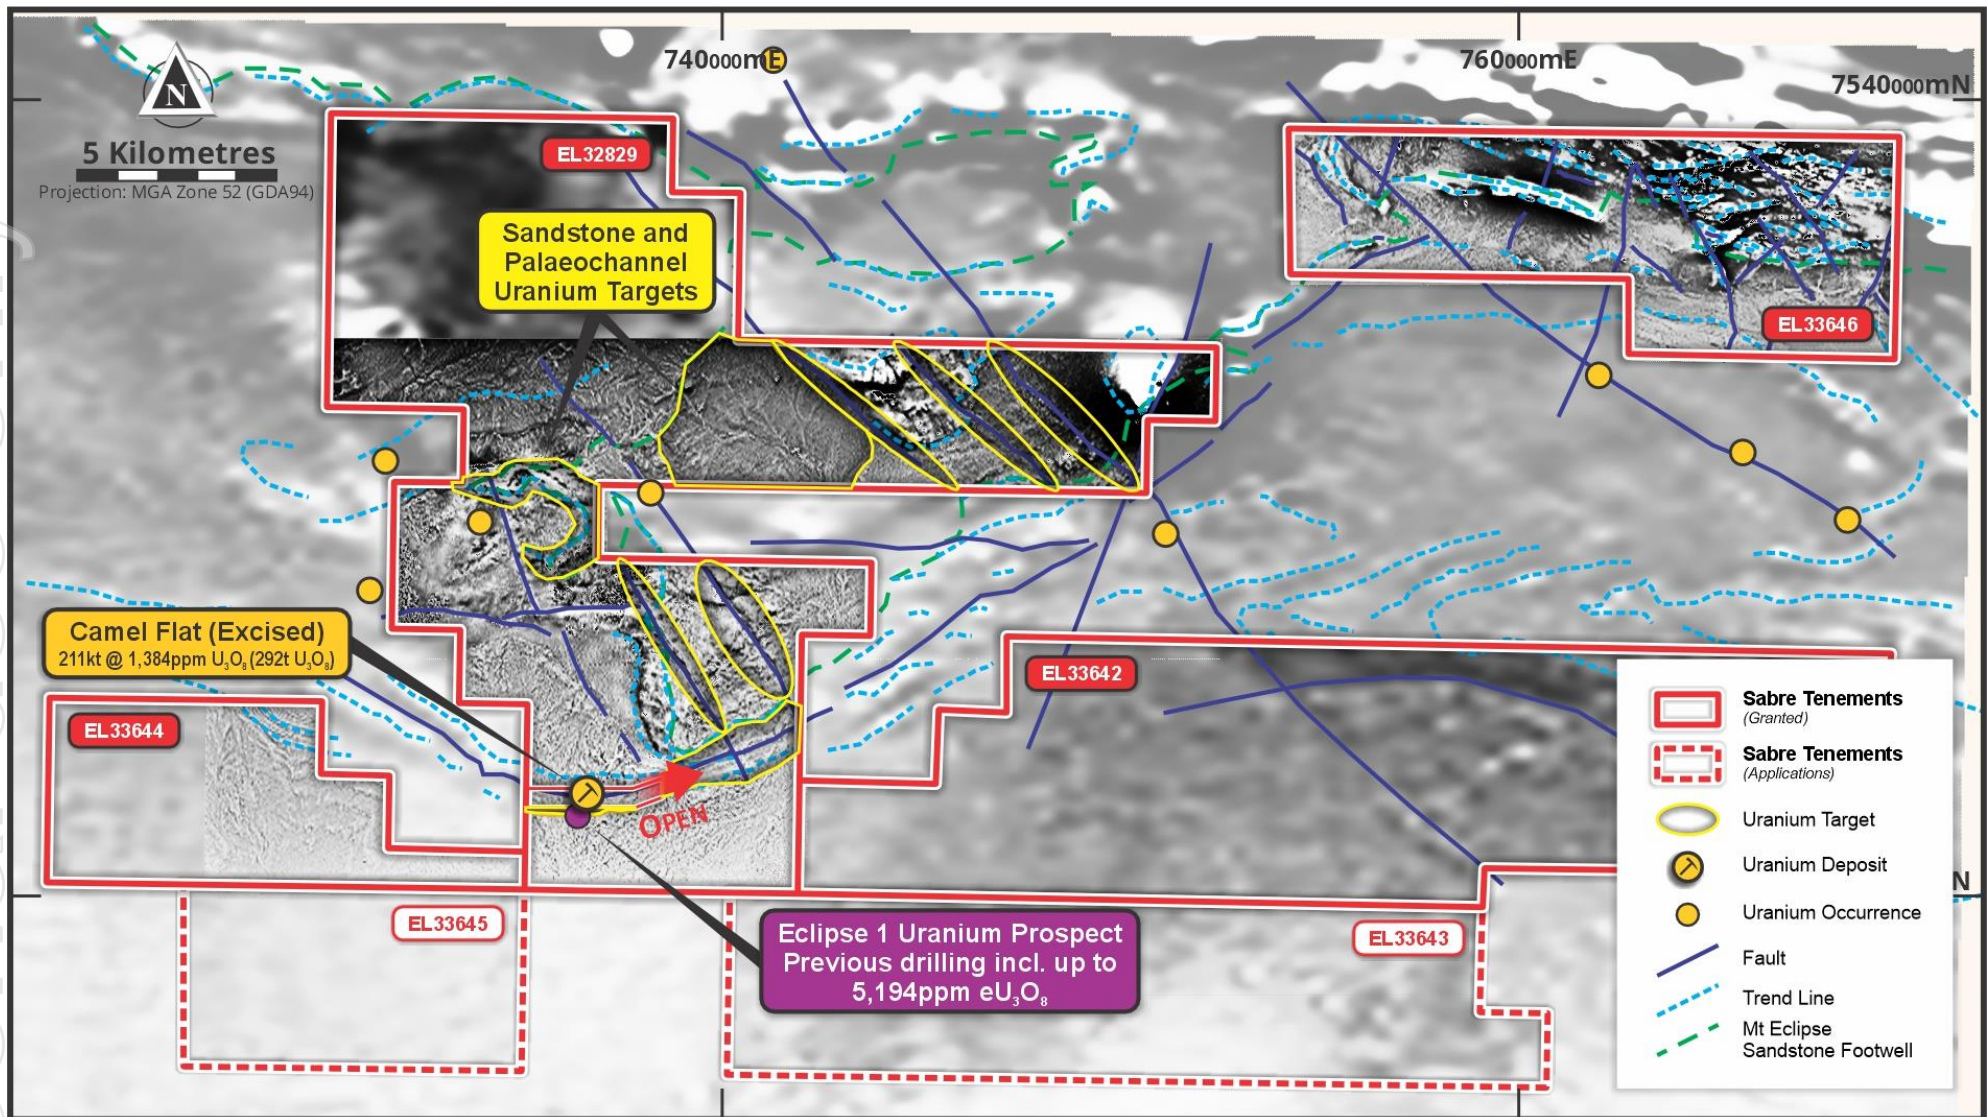 740000mE
760000mE
7540000mN
N
5 Kilometres
Projection: MGA Zone 52 (GDA94)
EL32829
Sandstone and
Palaeochannel
Uranium Targets
EL33646
Camel Flat (Excised)
211kt @ 1,384ppm U₃O₈ (292t U₃O₈)
EL33642
EL33644
OPEN
EL33645
EL33643
Eclipse 1 Uranium Prospect
Previous drilling incl. up to
5,194ppm eU₃O₈
Sabre Tenements
(Granted)
Sabre Tenements
(Applications)
Uranium Target
Uranium Deposit
Uranium Occurrence
Fault
Trend Line
Mt Eclipse
Sandstone Footwell
N